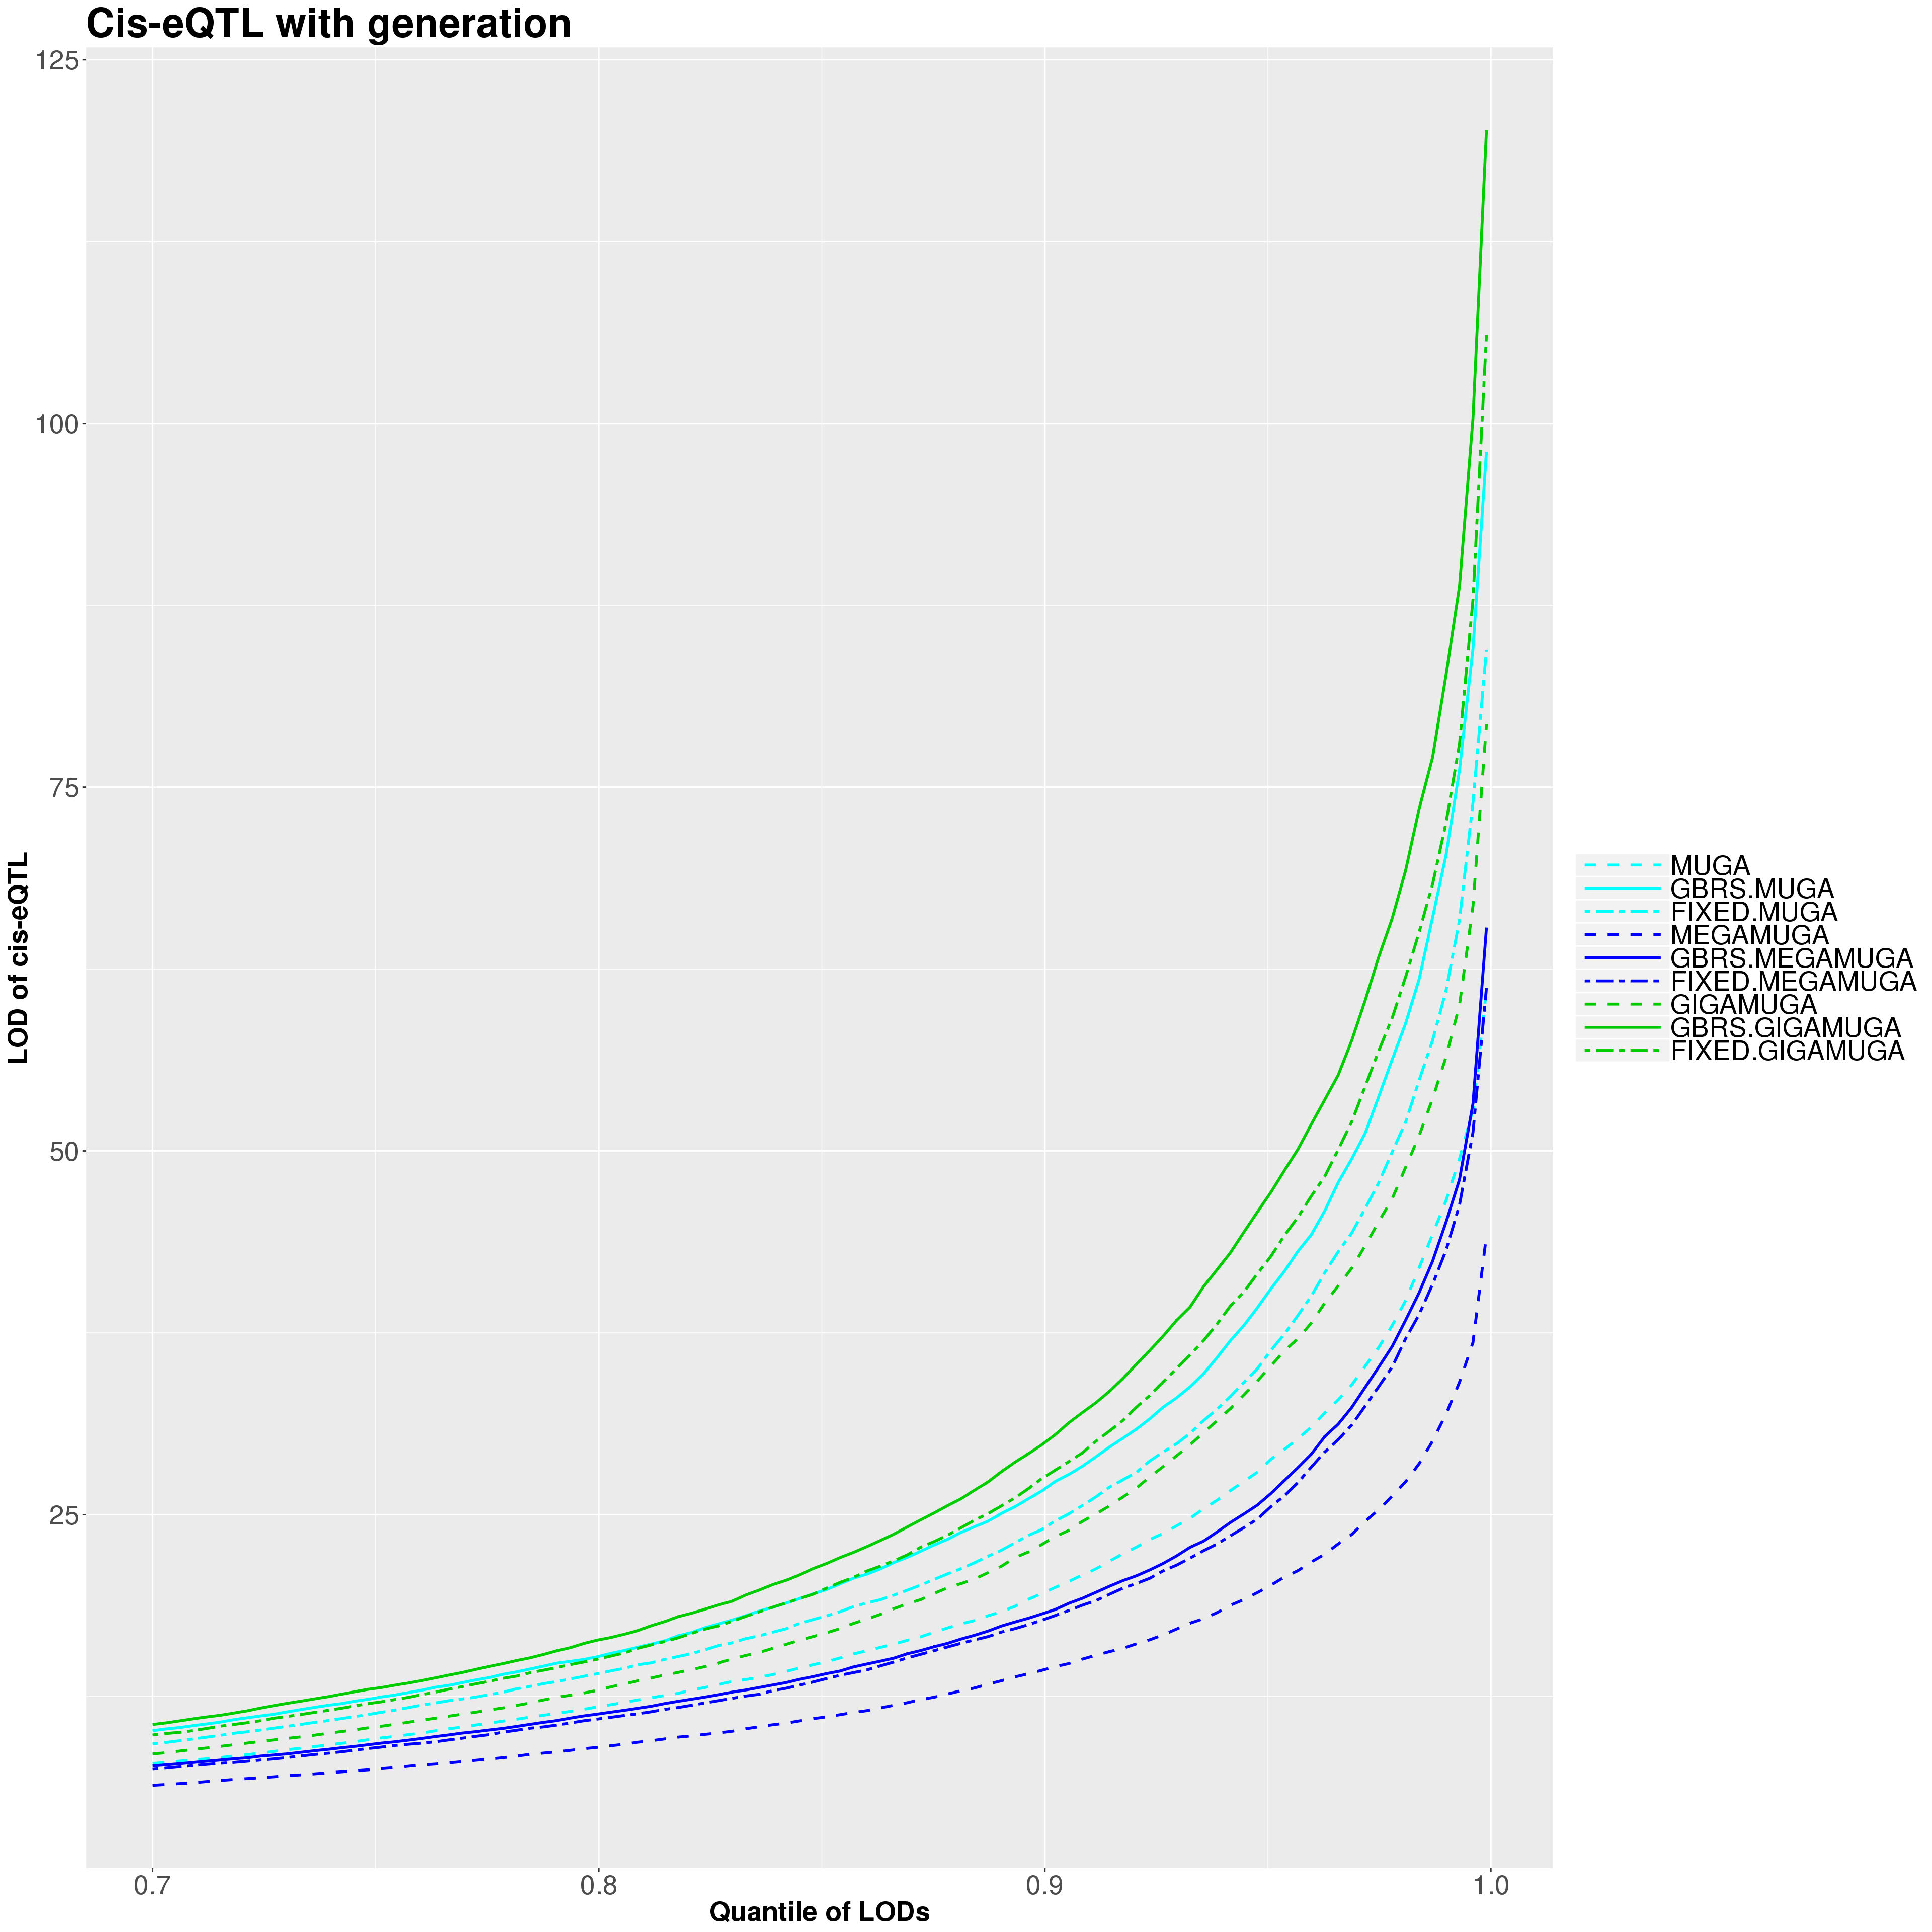 Cis-eQTL with generation
125
100
75
50
25
LOD of cis-eQTL
0.7 0.8 0.9 1.0
Quantile of LODs
MUGA
GBRS.MUGA
FIXED.MUGA
MEGAMUGA
GBRS.MEGAMUGA
FIXED.MEGAMUGA
GIGAMUGA
GBRS.GIGAMUGA
FIXED.GIGAMUGA